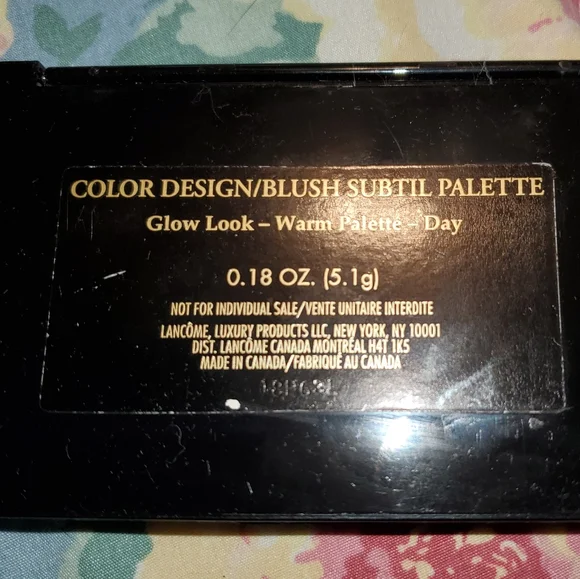 COLOR DESIGN/BLUSH SUBTIL PALETTE
Glow Look – Warm Palette – Day
0.18 OZ. (5.1g)
NOT FOR INDIVIDUAL SALE/VENTE UNITAIRE INTERDITE
LANCÔME, LUXURY PRODUCTS LLC, NEW YORK, NY 10001
DIST. LANCÔME CANADA MONTRÉAL H4T 1K5
MADE IN CANADA/FABRIQUÉ AU CANADA